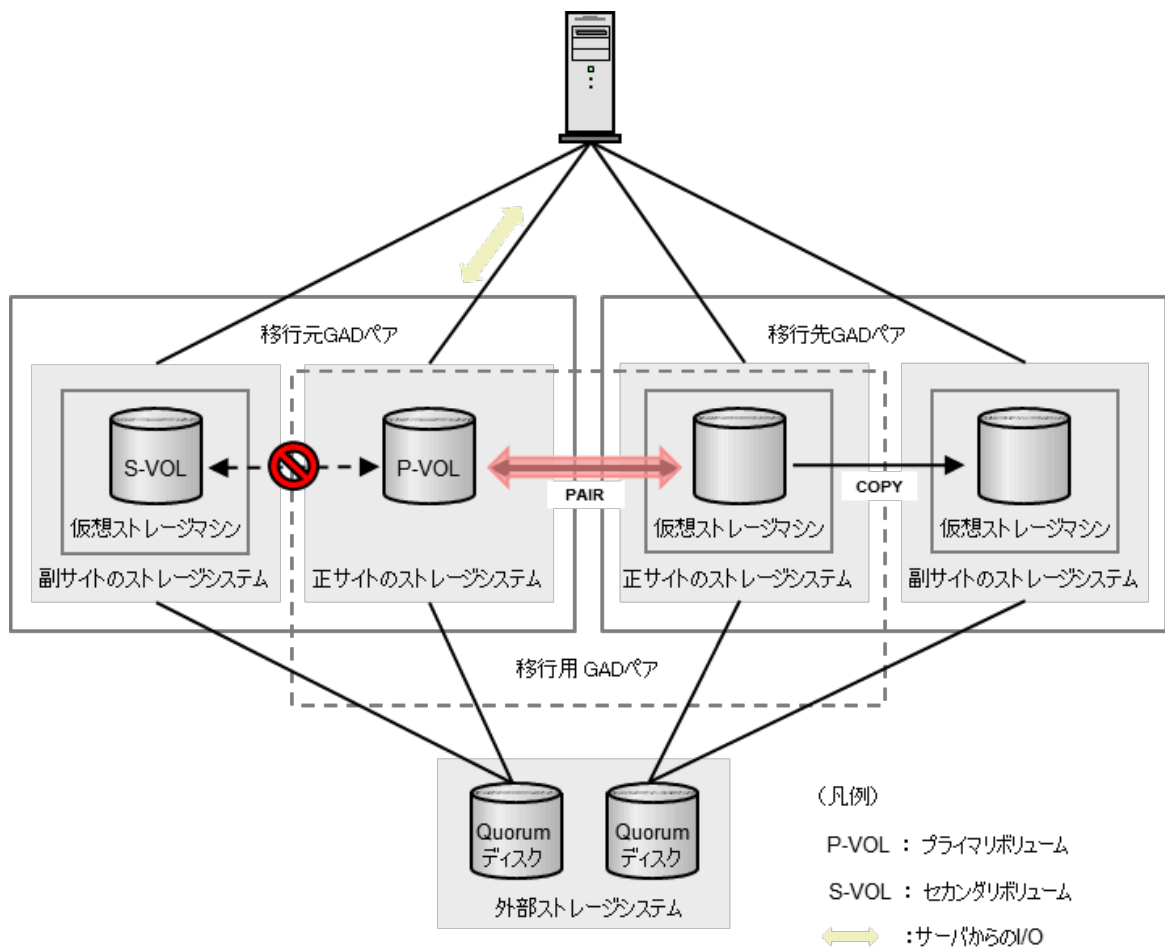 移行元GADペア
移行先GADペア
S-VOL
P-VOL
PAIR
COPY
仮想ストレージマシン
仮想ストレージマシン
仮想ストレージマシン
副サイトのストレージシステム
正サイトのストレージシステム
正サイトのストレージシステム
副サイトのストレージシステム
移行用 GADペア
Quorum
ディスク
Quorum
ディスク
外部ストレージシステム
(凡例)
P-VOL : プライマリボリューム
S-VOL : セカンダリボリューム
:サーバからのI/O